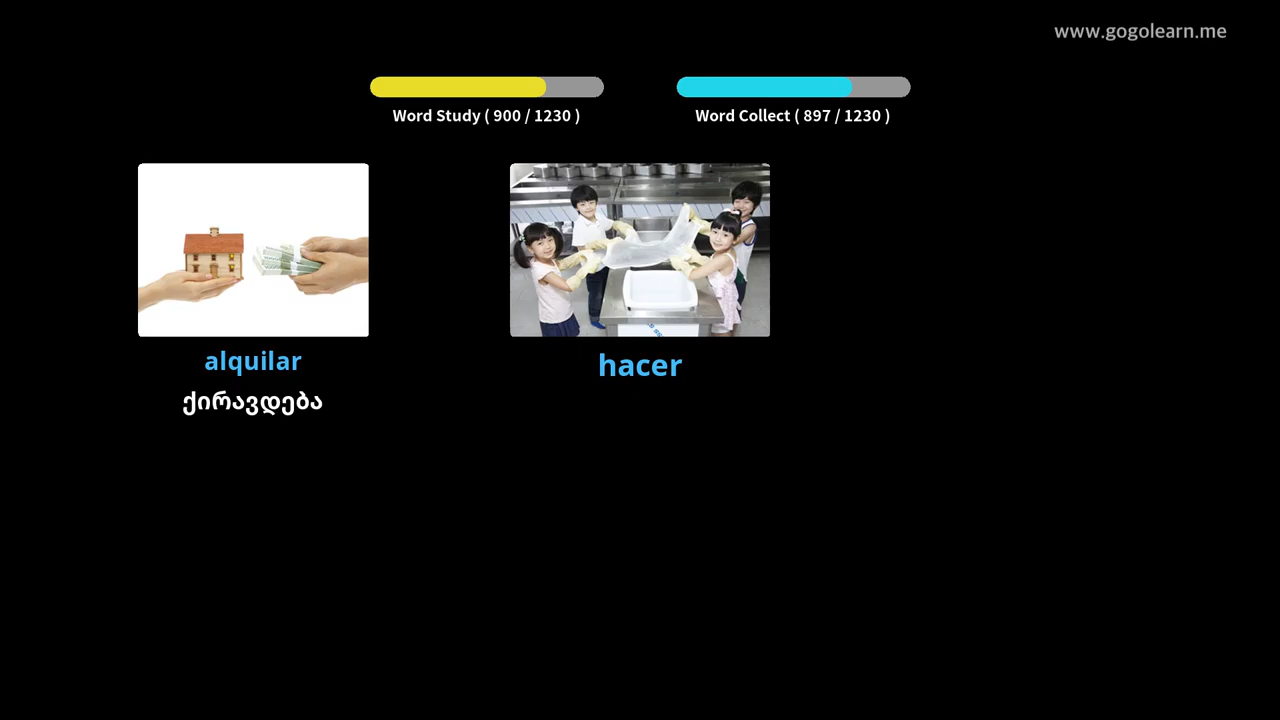 www.gogolearn.me
Word Study ( 900 / 1230 )
Word Collect ( 897 / 1230 )
alquilar
ქირავდება
hacer